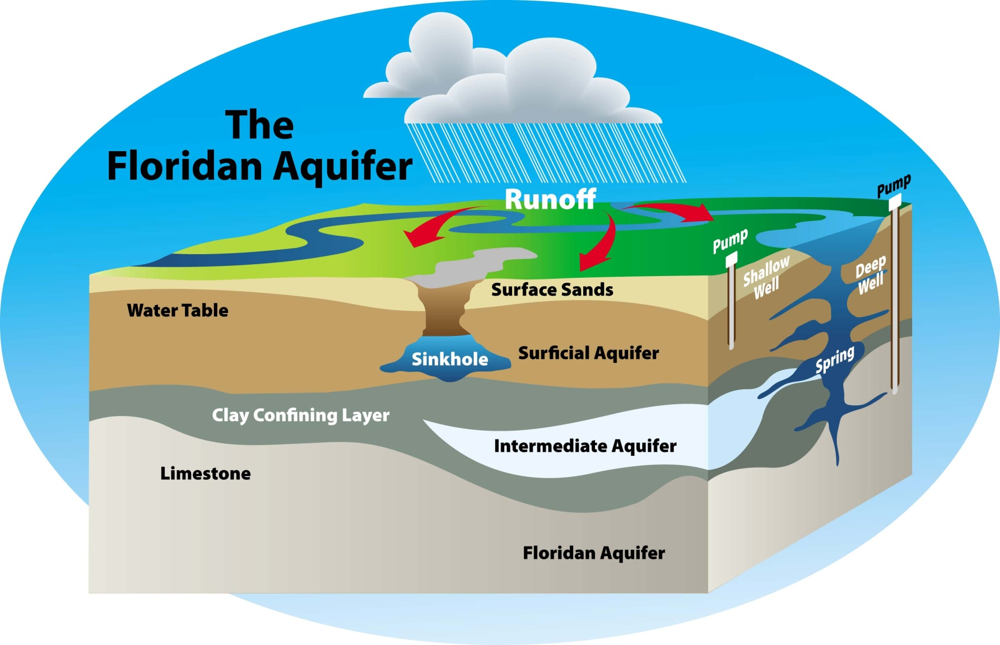 The
Floridan Aquifer
Runoff
Pump
Pump
Shallow
Well
Deep
Well
Surface Sands
Water Table
Surficial Aquifer
Sinkhole
Spring
Clay Confining Layer
Intermediate Aquifer
Limestone
Floridan Aquifer